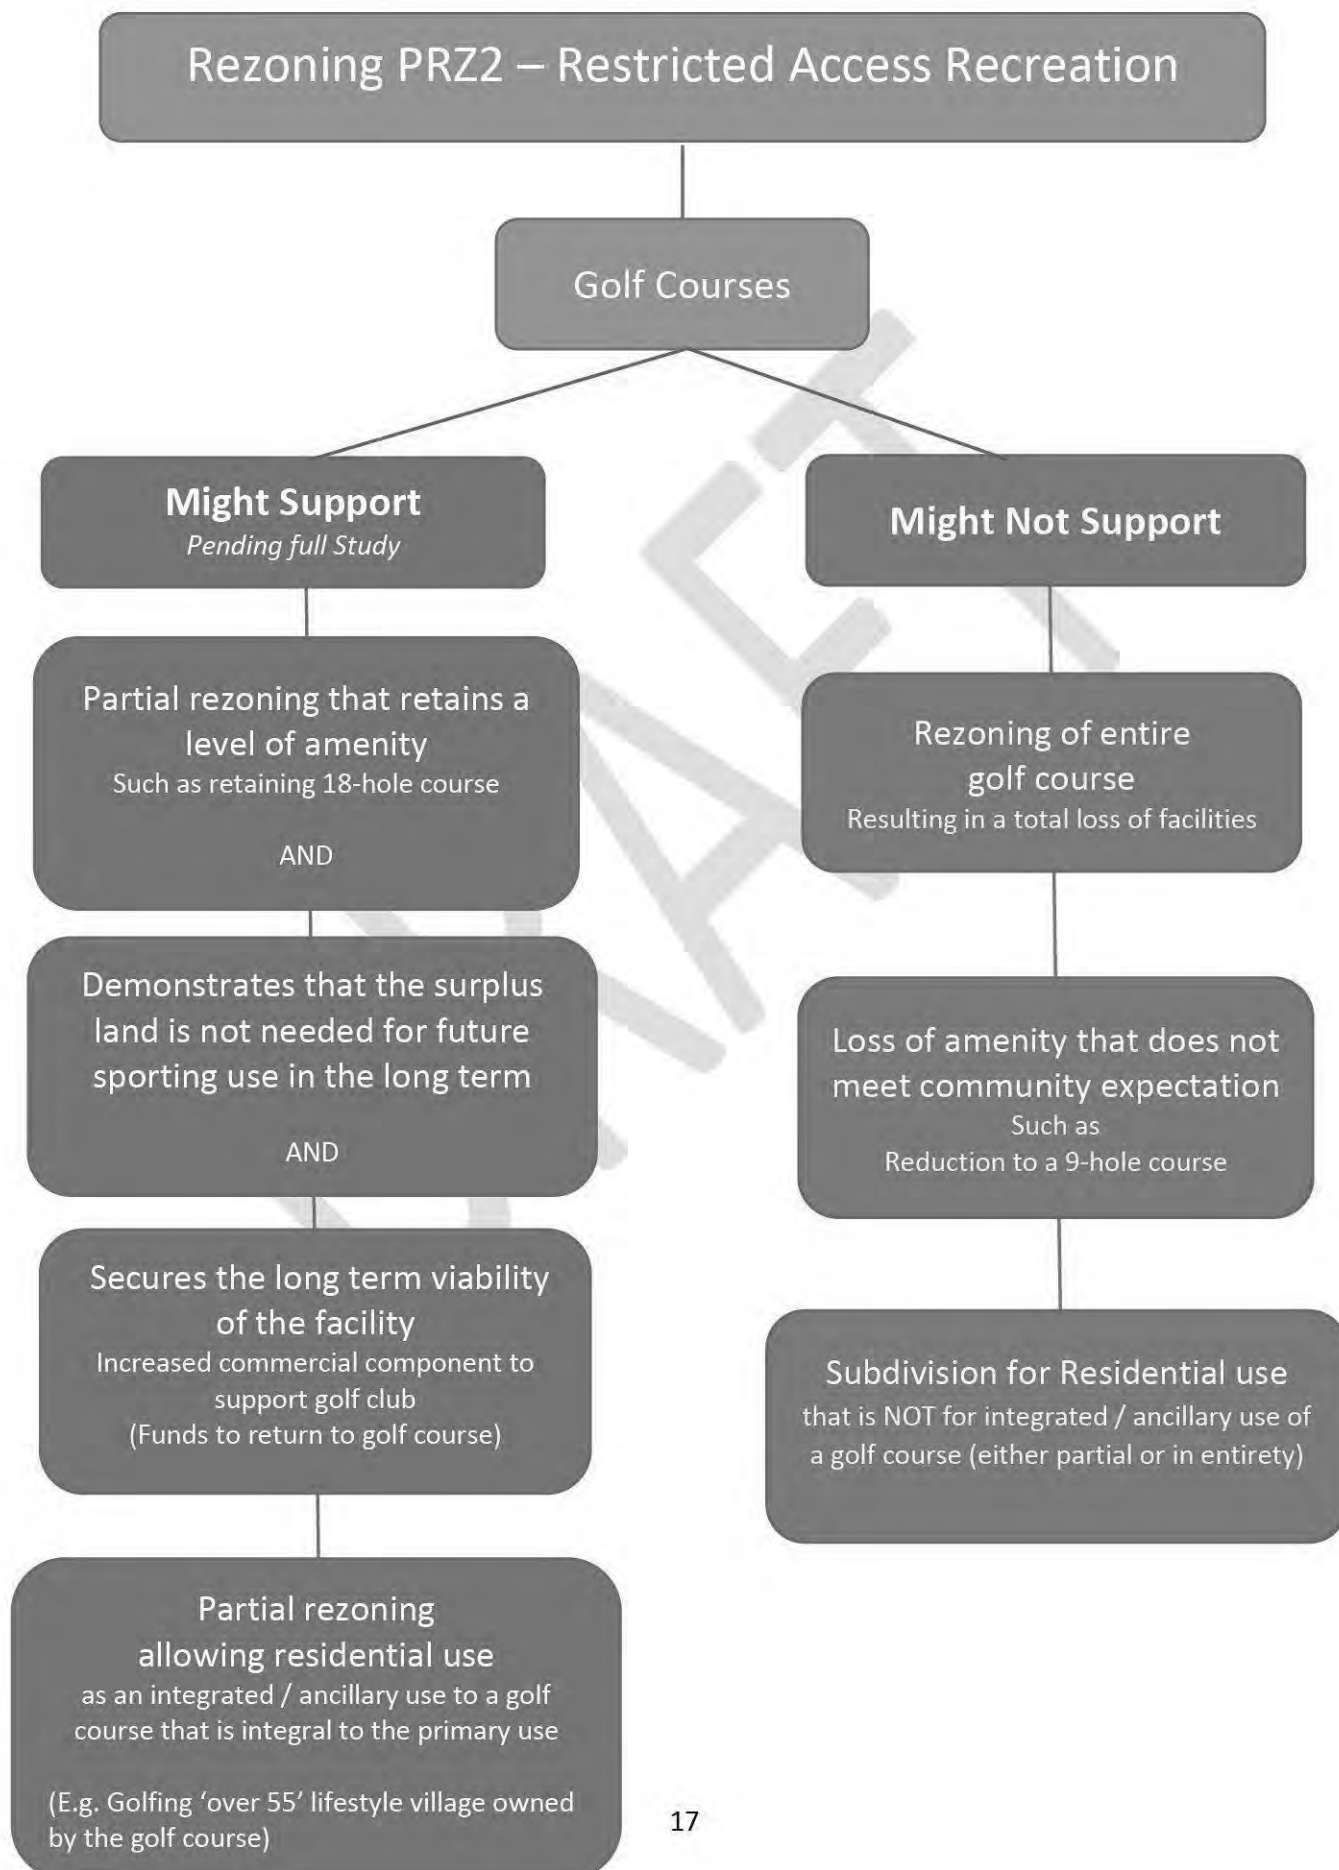 Rezoning PRZ2 – Restricted Access Recreation
Golf Courses
Might Support
Pending full Study
Partial rezoning that retains a
level of amenity
Such as retaining 18-hole course
AND
Demonstrates that the surplus
land is not needed for future
sporting use in the long term
AND
Secures the long term viability
of the facility
Increased commercial component to
support golf club
(Funds to return to golf course)
Partial rezoning
allowing residential use
as an integrated / ancillary use to a golf
course that is integral to the primary use
(E.g. Golfing ‘over 55’ lifestyle village owned
by the golf course)
Might Not Support
Rezoning of entire
golf course
Resulting in a total loss of facilities
Loss of amenity that does not
meet community expectation
Such as
Reduction to a 9-hole course
Subdivision for Residential use
that is NOT for integrated / ancillary use of
a golf course (either partial or in entirety)
DRAFT
17